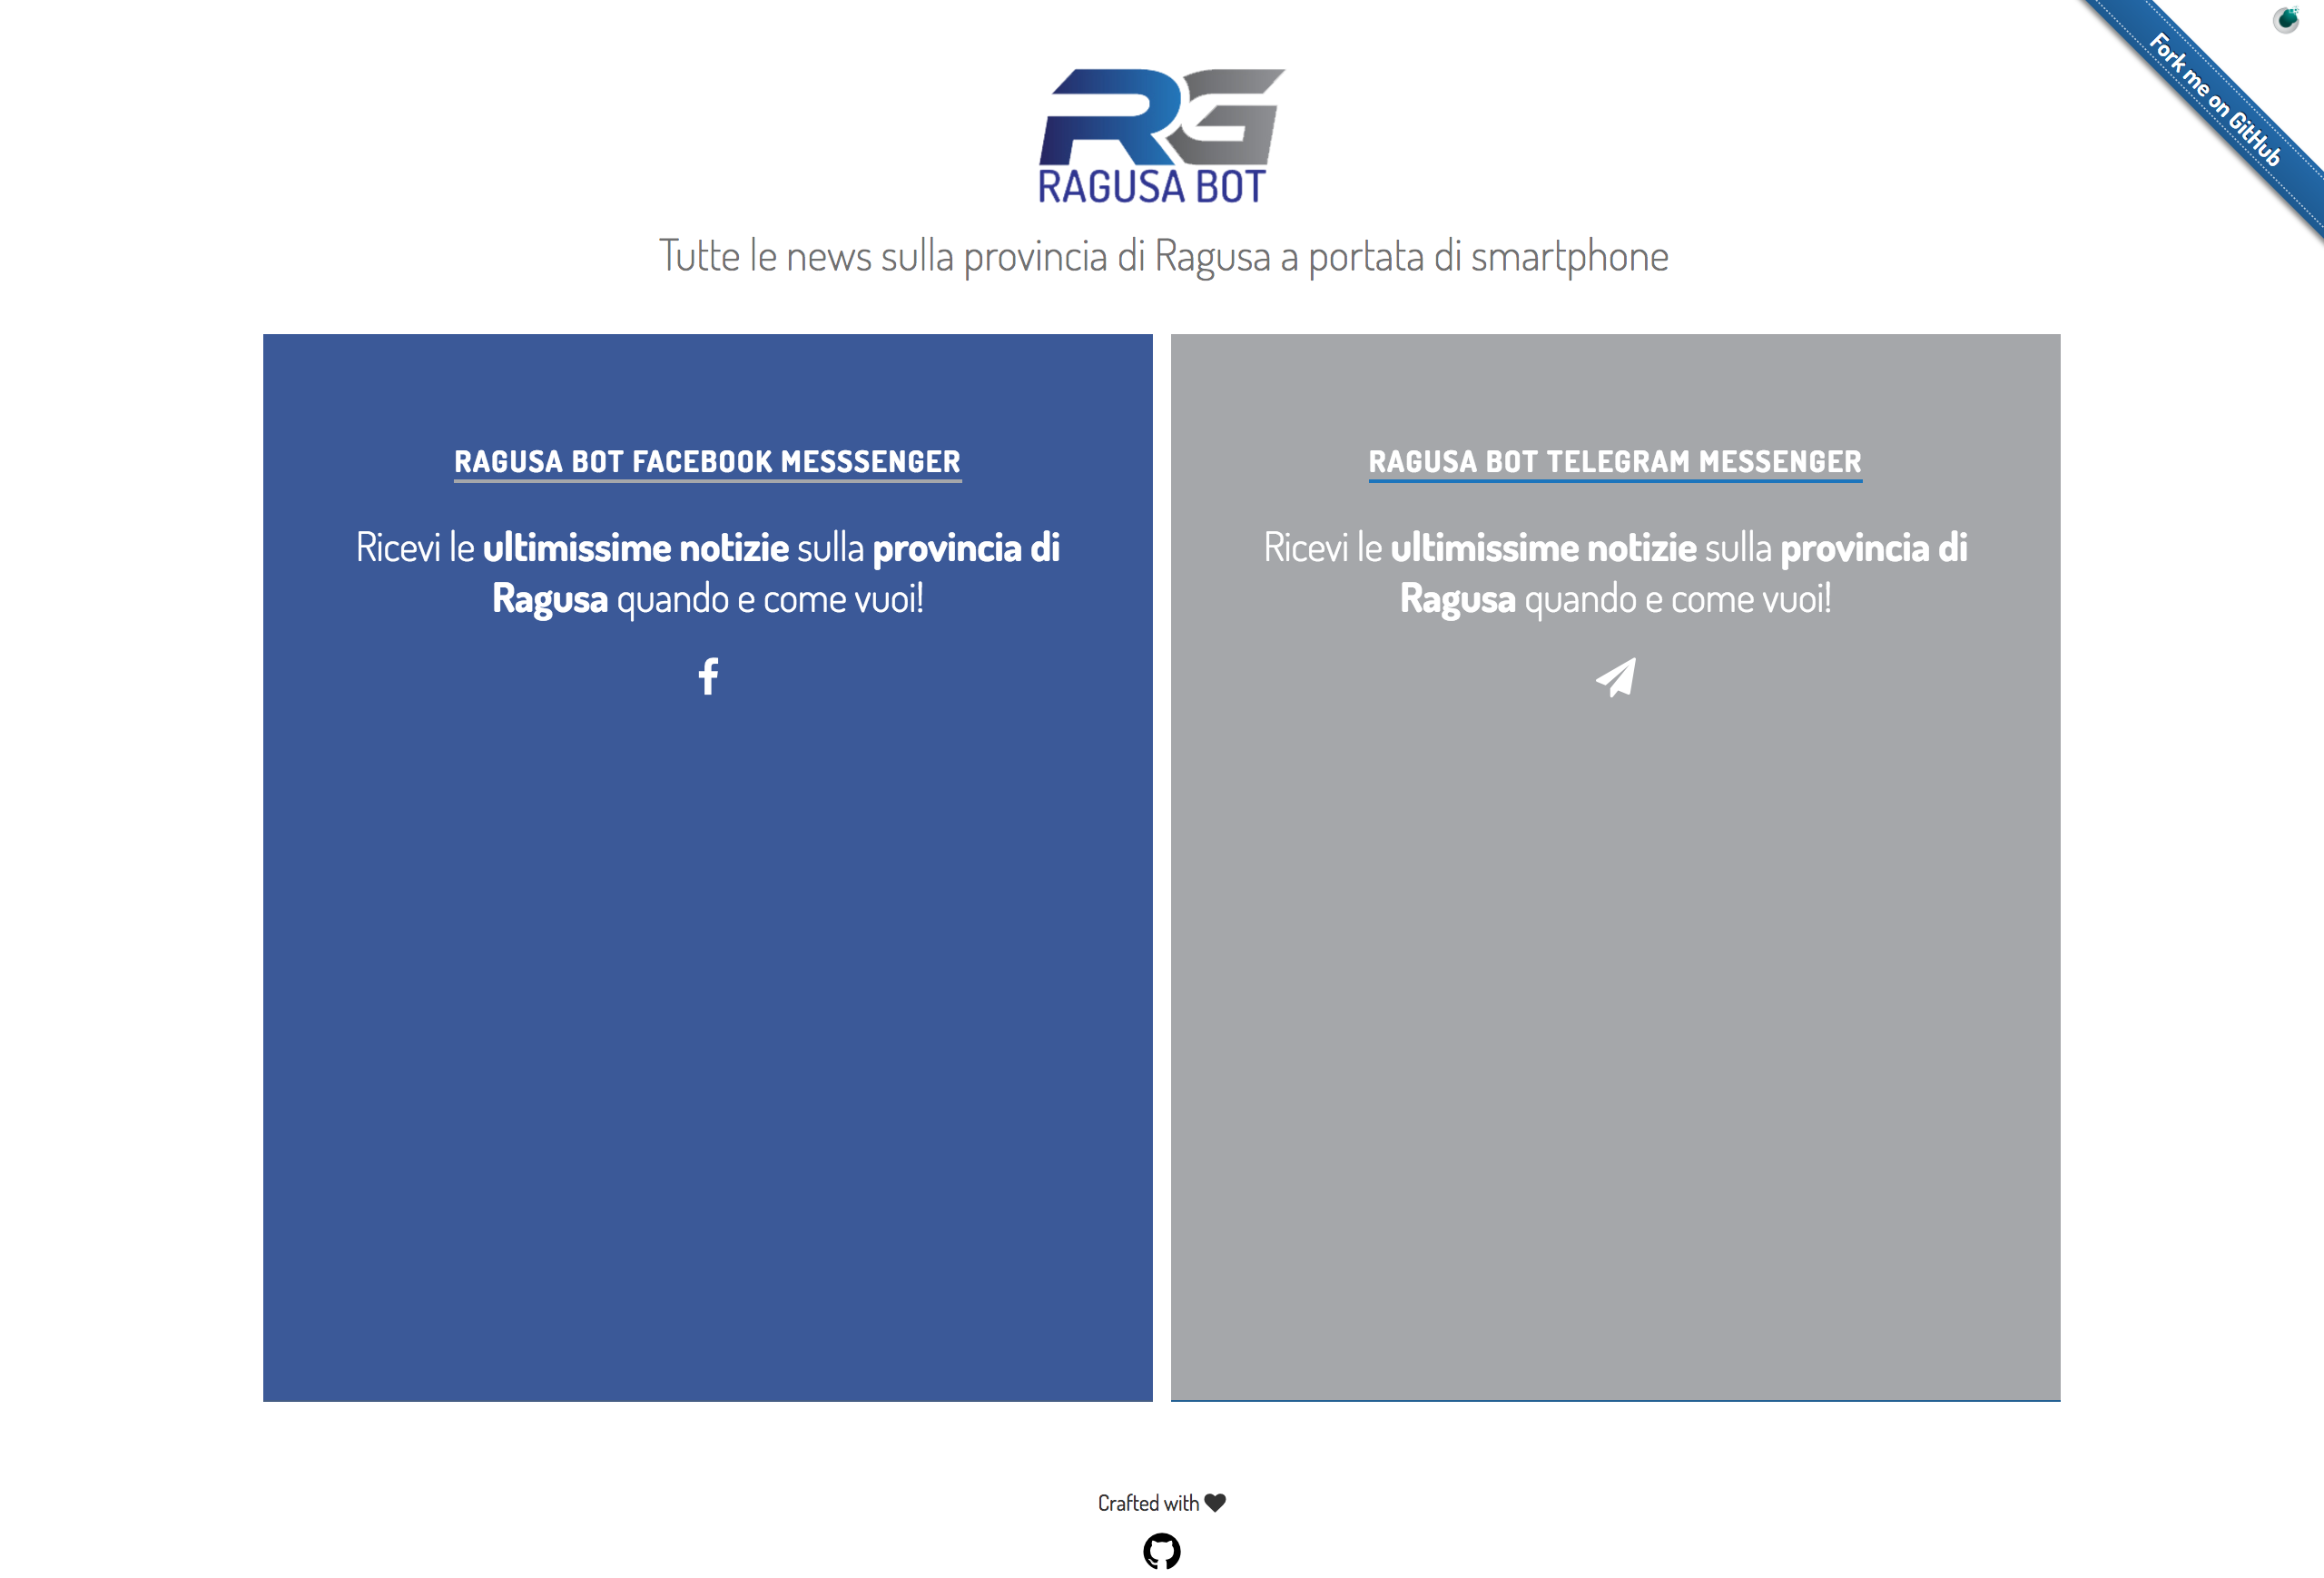 RG
RAGUSA BOT
Fork me on GitHub
Tutte le news sulla provincia di Ragusa a portata di smartphone
RAGUSA BOT FACEBOOK MESSSENGER
Ricevi le ultimissime notizie sulla provincia di
Ragusa quando e come vuoi!
RAGUSA BOT TELEGRAM MESSENGER
Ricevi le ultimissime notizie sulla provincia di
Ragusa quando e come vuoi!
Crafted with